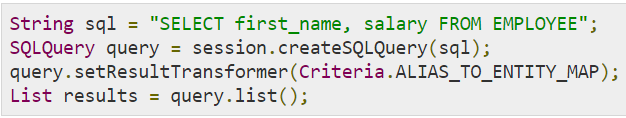 String sql = "SELECT first_name, salary FROM EMPLOYEE";
SQLQuery query = session.createSQLQuery(sql);
query.setResultTransformer(Criteria.ALIAS_TO_ENTITY_MAP);
List results = query.list();